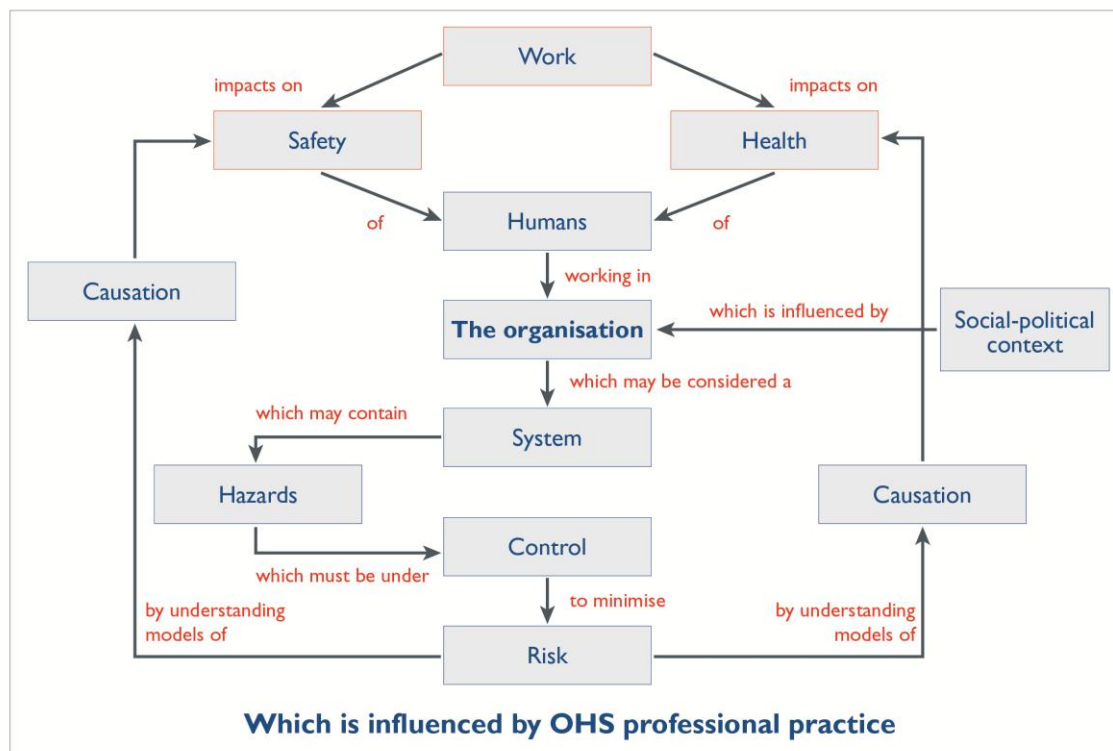 Work
impacts on
impacts on
Safety
Health
of
Humans
of
working in
Causation
The organisation
which is influenced by
Social-political
context
which may be considered a
which may contain
System
Hazards
Causation
Control
which must be under
by understanding
models of
to minimise
by understanding
models of
Risk
Which is influenced by OHS professional practice